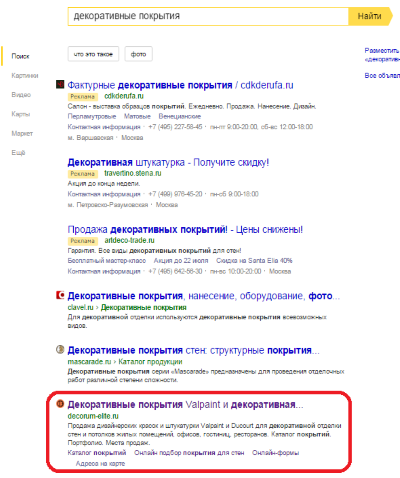 декоративные покрытия
Найти
Поиск
Картинки
Видео
Карты
Маркет
Ещё
что это такое
фото
Разместить
«декоратив
Все объявл
Фактурные декоративные покрытия / cdkderufa.ru
Реклама cdkderufa.ru
Салон - выставка образцов покрытий. Ежедневно. Продажа. Нанесение. Дизайн.
Перламутровые Матовые Венецианские
Контактная информация · +7 (495) 227-58-45 · пн-пт 9:00-20:00, сб-вс 12:00-18:00
м. Варшавская · Москва
Декоративная штукатурка - Получите скидку!
Реклама travertino.stena.ru
Акция до конца недели.
Контактная информация · +7 (499) 976-45-20 · пн-сб 9:00-18:00
м. Петровско-Разумовская · Москва
Продажа декоративных покрытий! - Цены снижены!
Реклама artdeco-trade.ru
Гарантия. Все виды декоративных покрытий для стен!
Бесплатный мастер-класс Акция до 22 июля Скидка на Santa Elia 40%
Контактная информация · +7 (495) 642-86-30 · пн-вс 10:00-20:00 · Москва
Декоративные покрытия, нанесение, оборудование, фото...
clavel.ru › Декоративные покрытия
Для декоративной отделки используются декоративные покрытия всевозможных
видов.
Декоративные покрытия стен: структурные покрытия...
mascarade.ru › Каталог продукции
Декоративные покрытия серии «Mascarade» предназначены для проведения отделочных
работ различной степени сложности.
Декоративные покрытия Valpaint и декоративная...
decorum-elite.ru
Продажа дизайнерских красок и штукатурки Valpaint и Ducout для декоративной отделки
стен и потолков жилых помещений, офисов, гостиниц, ресторанов. Каталог покрытий.
Портфолио. Места продаж.
Каталог покрытий Онлайн подбор покрытия для стен Онлайн-формы
Адреса на карте